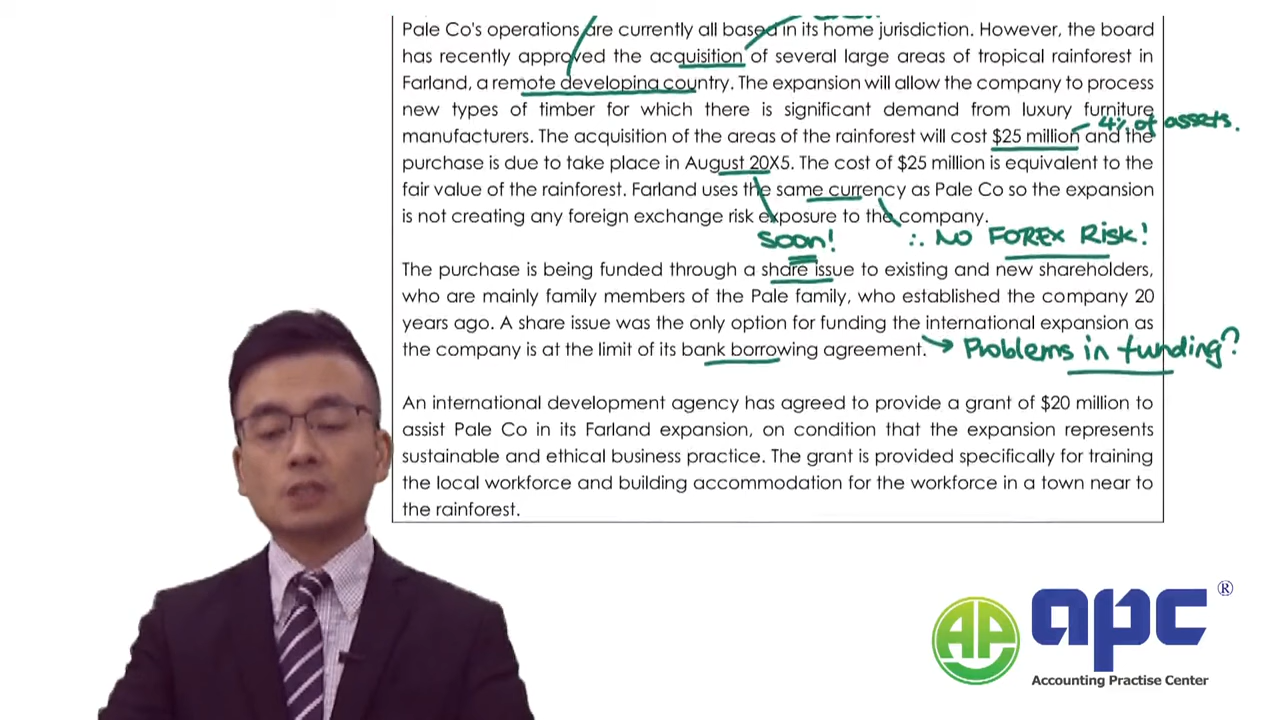 Pale Co's operations are currently all based in its home jurisdiction. However, the board
has recently approved the acquisition of several large areas of tropical rainforest in
Farland, a remote developing country. The expansion will allow the company to process
new types of timber for which there is significant demand from luxury furniture
manufacturers. The acquisition of the areas of the rainforest will cost $25 million and the
4% of assets.
purchase is due to take place in August 20X5. The cost of $25 million is equivalent to the
fair value of the rainforest. Farland uses the same currency as Pale Co so the expansion
is not creating any foreign exchange risk exposure to the company.
soon! ∴ NO FOREX Risk!
The purchase is being funded through a share issue to existing and new shareholders,
who are mainly family members of the Pale family, who established the company 20
years ago. A share issue was the only option for funding the international expansion as
the company is at the limit of its bank borrowing agreement.
→ Problems in funding?
An international development agency has agreed to provide a grant of $20 million to
assist Pale Co in its Farland expansion, on condition that the expansion represents
sustainable and ethical business practice. The grant is provided specifically for training
the local workforce and building accommodation for the workforce in a town near to
the rainforest.
AP apc ®
Accounting Practise Center